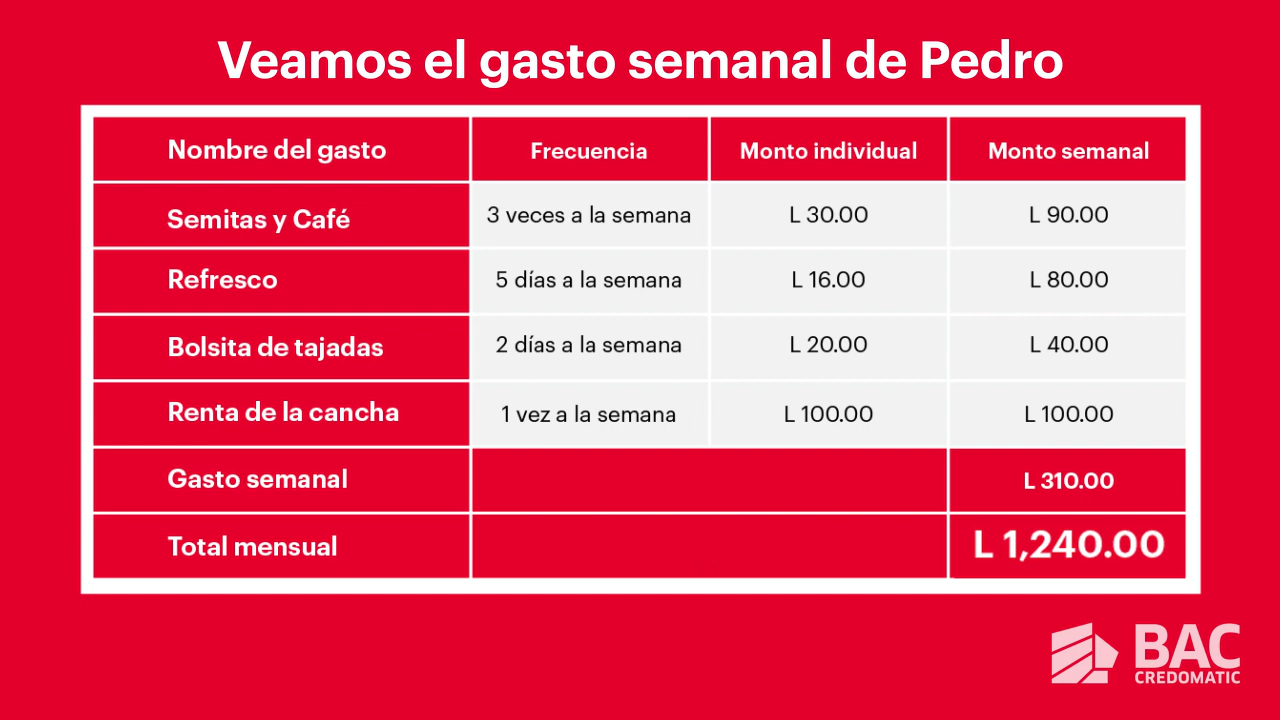 Veamos el gasto semanal de Pedro
Nombre del gasto Frecuencia Monto individual Monto semanal
Semitas y Café 3 veces a la semana L 30.00 L 90.00
Refresco 5 días a la semana L 16.00 L 80.00
Bolsita de tajadas 2 días a la semana L 20.00 L 40.00
Renta de la cancha 1 vez a la semana L 100.00 L 100.00
Gasto semanal L 310.00
Total mensual L 1,240.00
BAC
CREDOMATIC